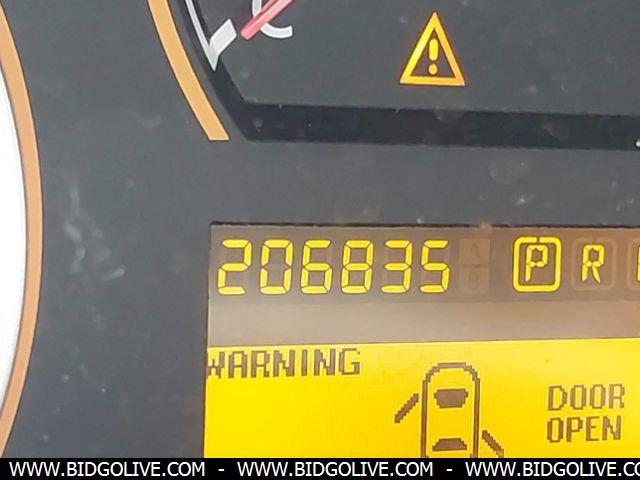 C
206835 P R
WARNING
DOOR
OPEN
WWW.BIDGOLIVE.COM - WWW.BIDGOLIVE.COM - WWW.BIDGOLIVE.COM